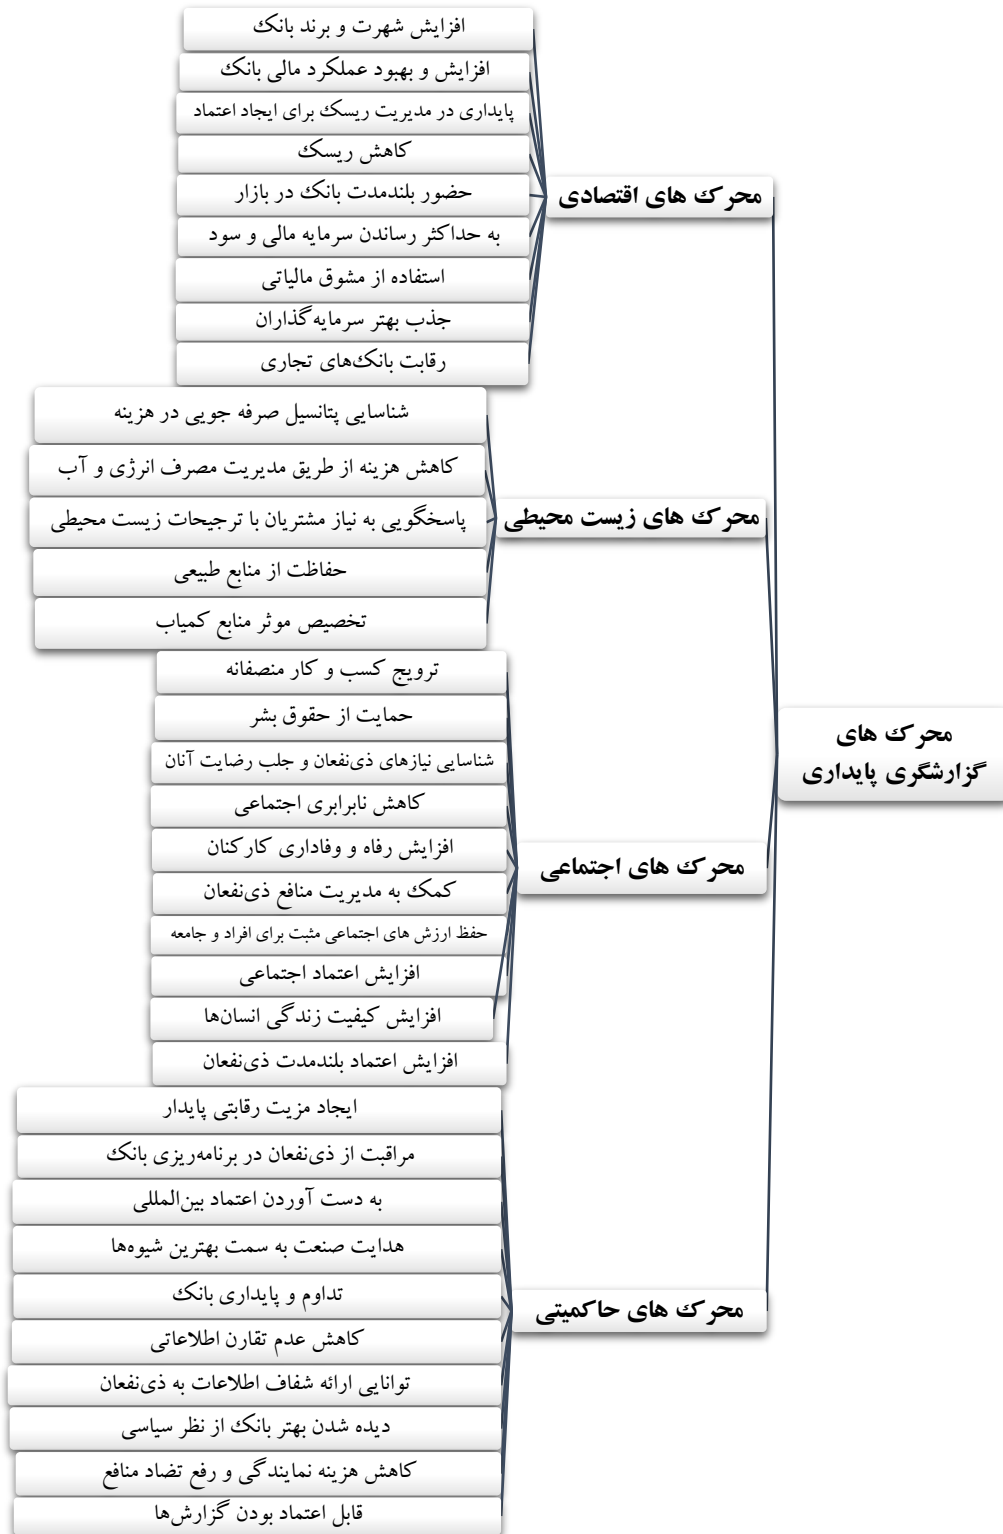 محرک های
گزارشگری پایداری
محرک های اقتصادی
افزایش شهرت و برند بانک
افزایش و بهبود عملکرد مالی بانک
پایداری در مدیریت ریسک برای ایجاد اعتماد
کاهش ریسک
حضور بلندمدت بانک در بازار
به حداکثر رساندن سرمایه مالی و سود
استفاده از مشوق مالیاتی
جذب بهتر سرمایه‌گذاران
رقابت بانک‌های تجاری
محرک های زیست محیطی
شناسایی پتانسیل صرفه جویی در هزینه
کاهش هزینه از طریق مدیریت مصرف انرژی و آب
پاسخگویی به نیاز مشتریان با ترجیحات زیست محیطی
حفاظت از منابع طبیعی
تخصیص موثر منابع کمیاب
محرک های اجتماعی
ترویج کسب و کار منصفانه
حمایت از حقوق بشر
شناسایی نیازهای ذی‌نفعان و جلب رضایت آنان
کاهش نابرابری اجتماعی
افزایش رفاه و وفاداری کارکنان
کمک به مدیریت منافع ذی‌نفعان
حفظ ارزش های اجتماعی مثبت برای افراد و جامعه
افزایش اعتماد اجتماعی
افزایش کیفیت زندگی انسان‌ها
افزایش اعتماد بلندمدت ذی‌نفعان
محرک های حاکمیتی
ایجاد مزیت رقابتی پایدار
مراقبت از ذی‌نفعان در برنامه‌ریزی بانک
به دست آوردن اعتماد بین‌المللی
هدایت صنعت به سمت بهترین شیوه‌ها
تداوم و پایداری بانک
کاهش عدم تقارن اطلاعاتی
توانایی ارائه شفاف اطلاعات به ذی‌نفعان
دیده شدن بهتر بانک از نظر سیاسی
کاهش هزینه نمایندگی و رفع تضاد منافع
قابل اعتماد بودن گزارش‌ها